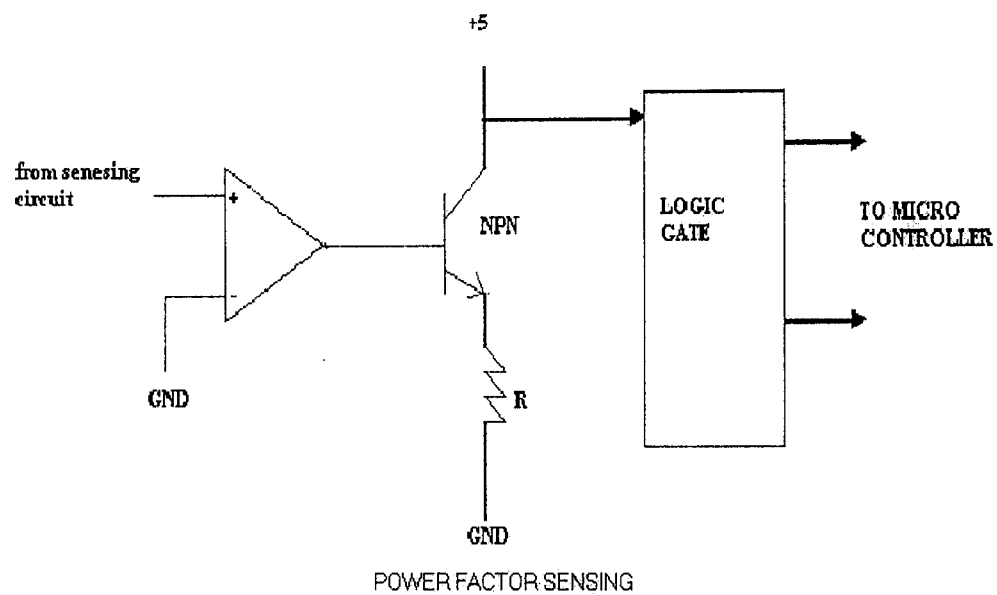 +5
from senesing
circuit
+
-
NPN
LOGIC
GATE
TO MICRO
CONTROLLER
R
GND
GND
POWER FACTOR SENSING